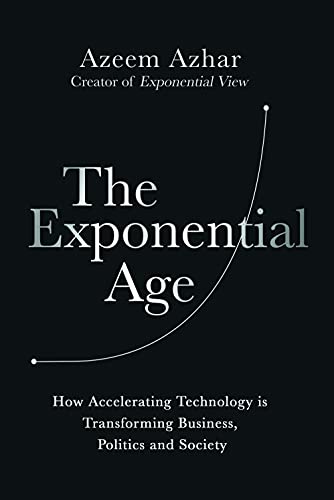 Azeem Azhar
Creator of Exponential View
The
Exponential
Age
How Accelerating Technology is
Transforming Business,
Politics and Society